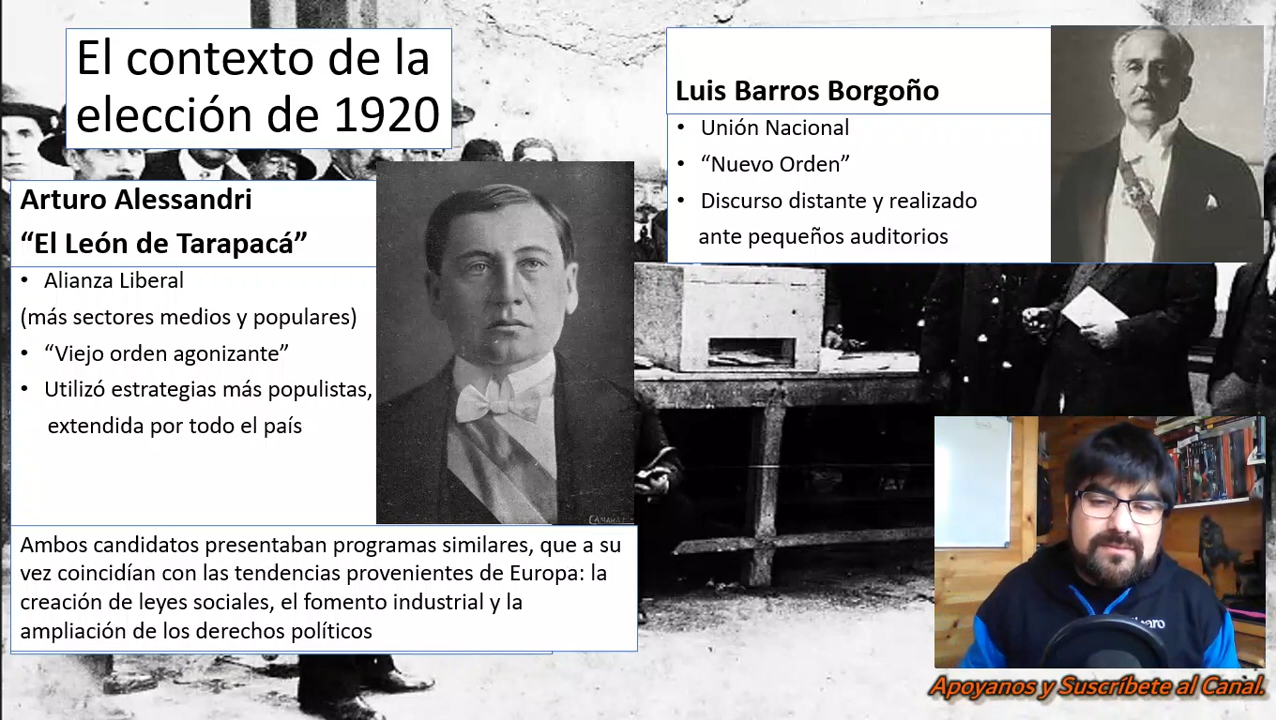 El contexto de la
elección de 1920
Arturo Alessandri
“El León de Tarapacá”
• Alianza Liberal
(más sectores medios y populares)
• “Viejo orden agonizante”
• Utilizó estrategias más populistas,
extendida por todo el país
Luis Barros Borgoño
• Unión Nacional
• “Nuevo Orden”
• Discurso distante y realizado
ante pequeños auditorios
Ambos candidatos presentaban programas similares, que a su
vez coincidían con las tendencias provenientes de Europa: la
creación de leyes sociales, el fomento industrial y la
ampliación de los derechos políticos
Apoyanos y Suscríbete al Canal.